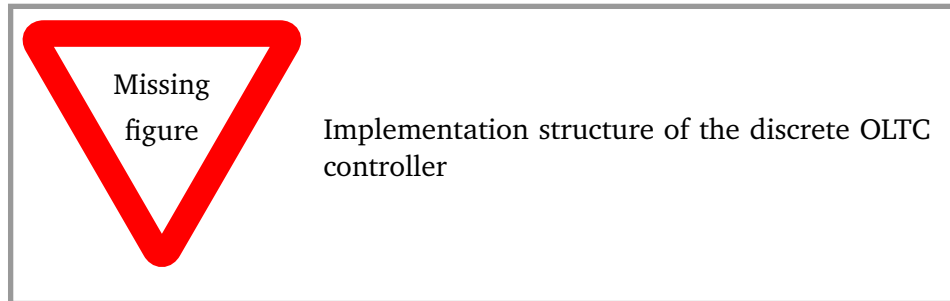 Missing
figure
Implementation structure of the discrete OLTC
controller